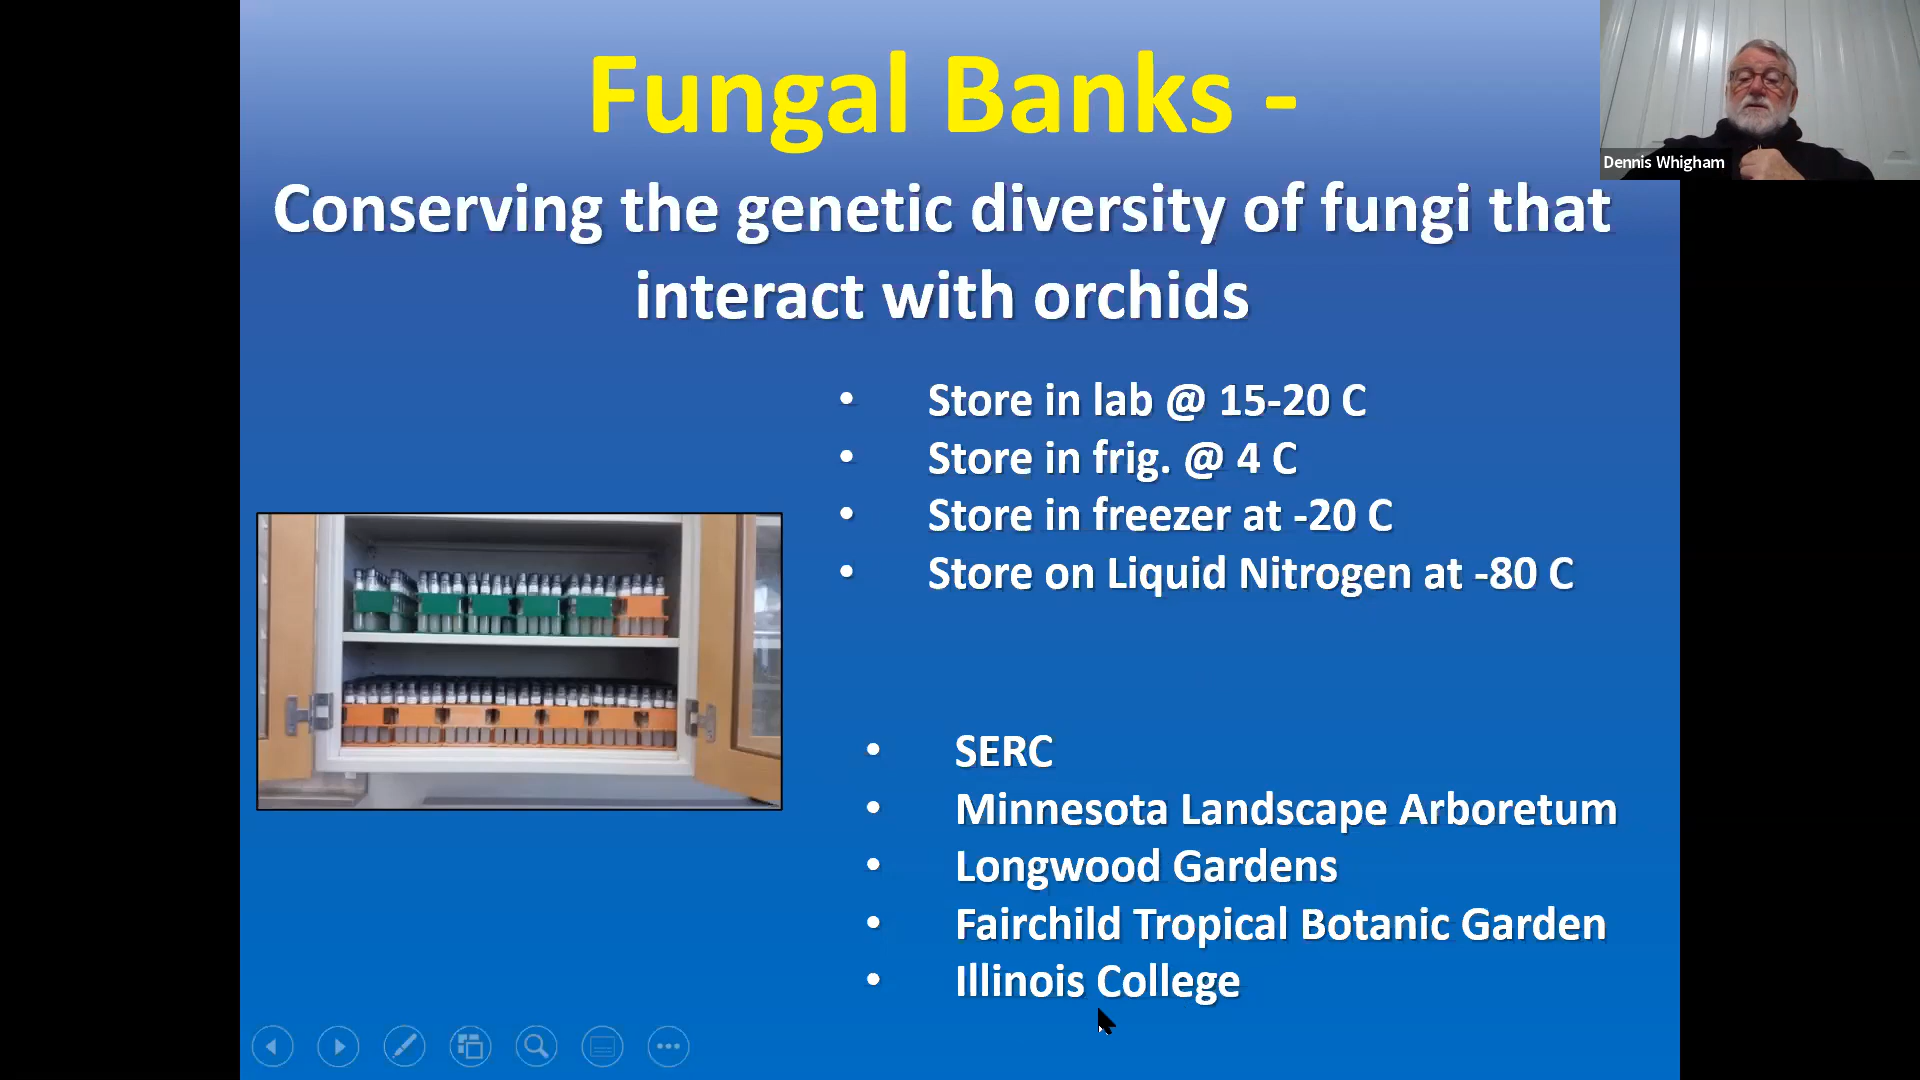 Fungal Banks -
Conserving the genetic diversity of fungi that
interact with orchids
• Store in lab @ 15-20 C
• Store in frig. @ 4 C
• Store in freezer at -20 C
• Store on Liquid Nitrogen at -80 C
• SERC
• Minnesota Landscape Arboretum
• Longwood Gardens
• Fairchild Tropical Botanic Garden
• Illinois College
Dennis Whigham